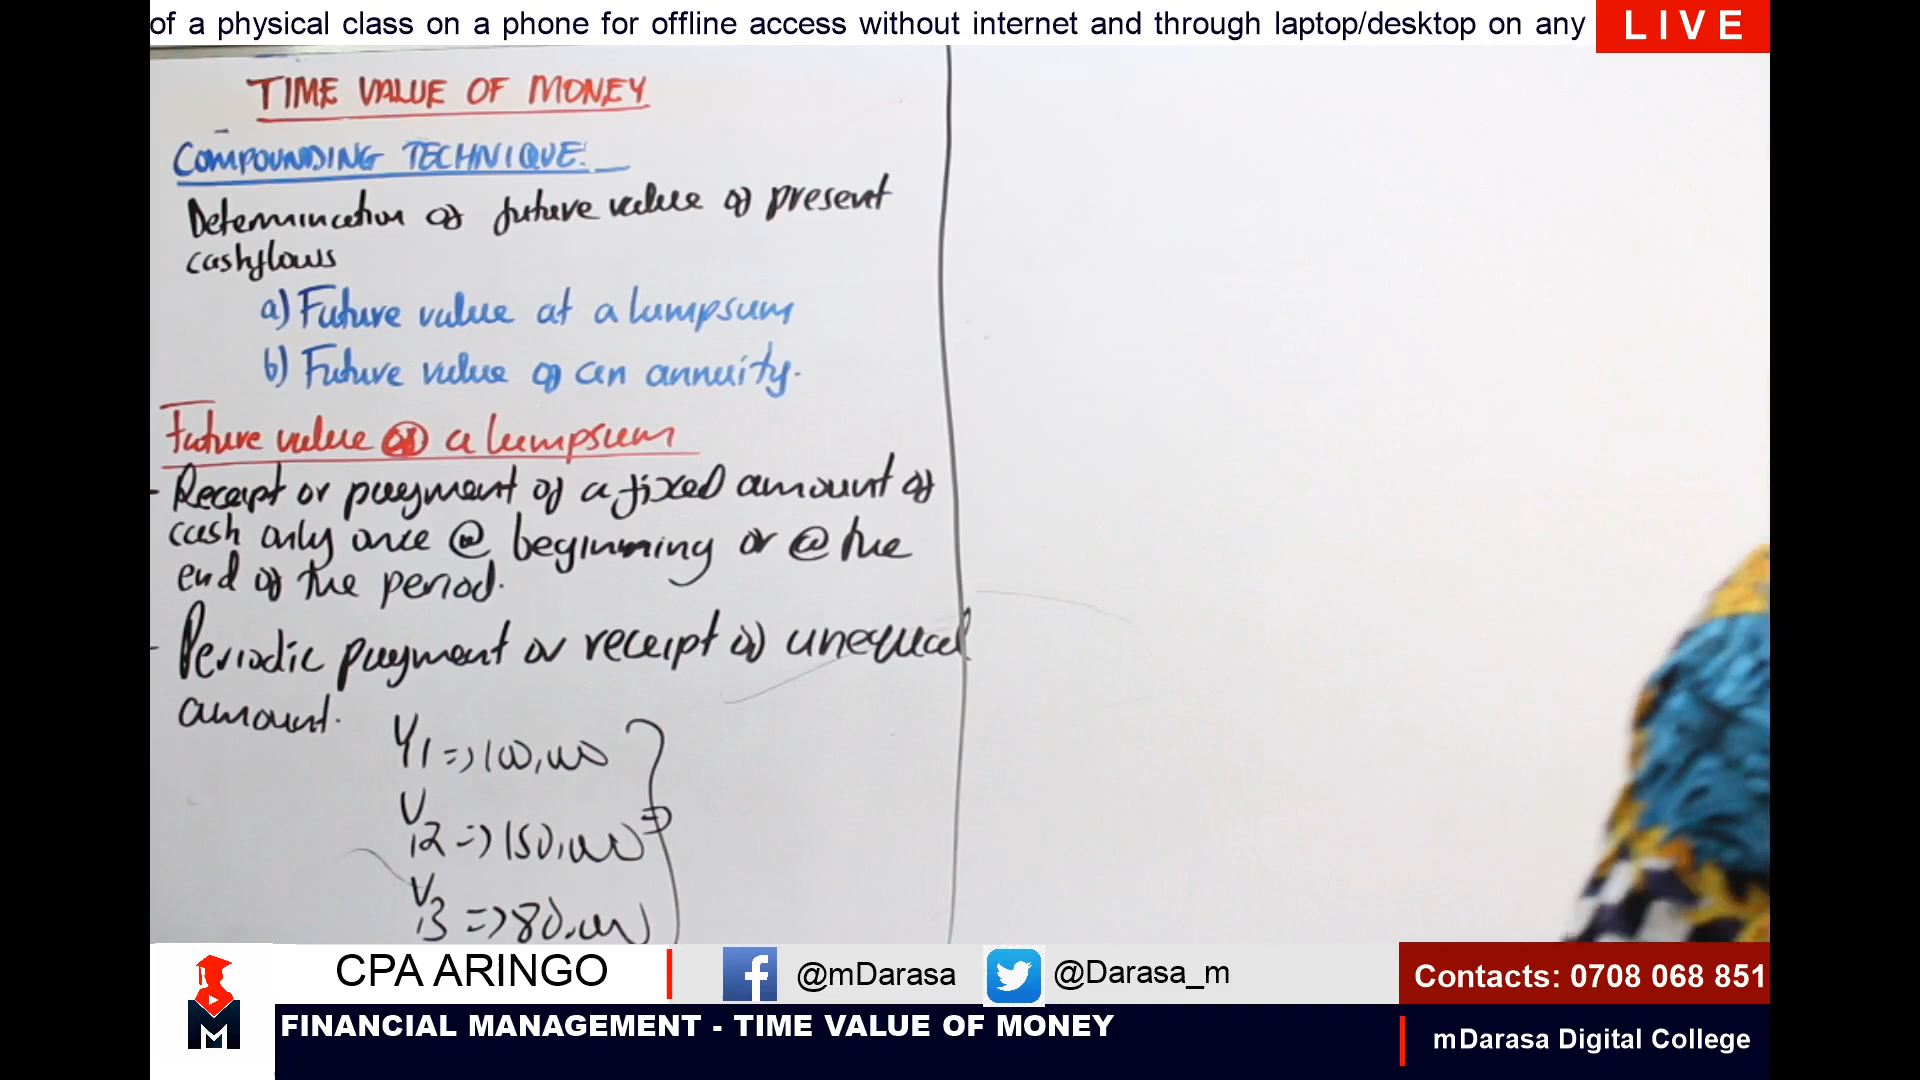 of a physical class on a phone for offline access without internet and through laptop/desktop on any
LIVE
TIME VALUE OF MONEY
COMPOUNDING TECHNIQUE:
Determination of future value of present
cashflows
a) Future value at a lumpsum
b) Future value of an annuity.
Future value of a lumpsum
- Receipt or payment of a fixed amount of
cash only once @ beginning or @ the
end of the period.
- Periodic payment or receipt of unequal
amount.
Y1 => 100,000
Y2 => 150,000
Y3 => 80,000
CPA ARINGO
@mDarasa
@Darasa_m
Contacts: 0708 068 851
M
FINANCIAL MANAGEMENT - TIME VALUE OF MONEY
mDarasa Digital College